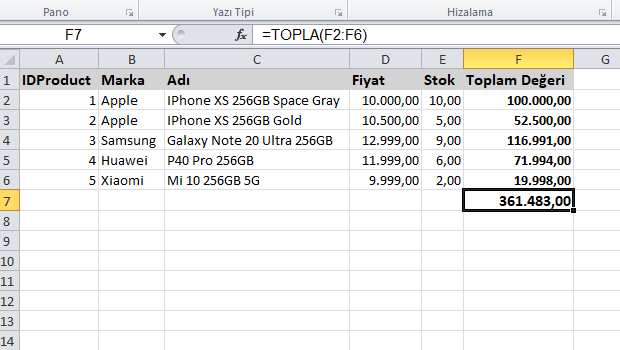 Pano Yazı Tipi Hizalama
F7 fx =TOPLA(F2:F6)
A B C D E F G
1 IDProduct Marka Adı Fiyat Stok Toplam Değeri
2 1 Apple IPhone XS 256GB Space Gray 10.000,00 10,00 100.000,00
3 2 Apple IPhone XS 256GB Gold 10.500,00 5,00 52.500,00
4 3 Samsung Galaxy Note 20 Ultra 256GB 12.999,00 9,00 116.991,00
5 4 Huawei P40 Pro 256GB 11.999,00 6,00 71.994,00
6 5 Xiaomi Mi 10 256GB 5G 9.999,00 2,00 19.998,00
7 361.483,00
8
9
10
11
12
13
14